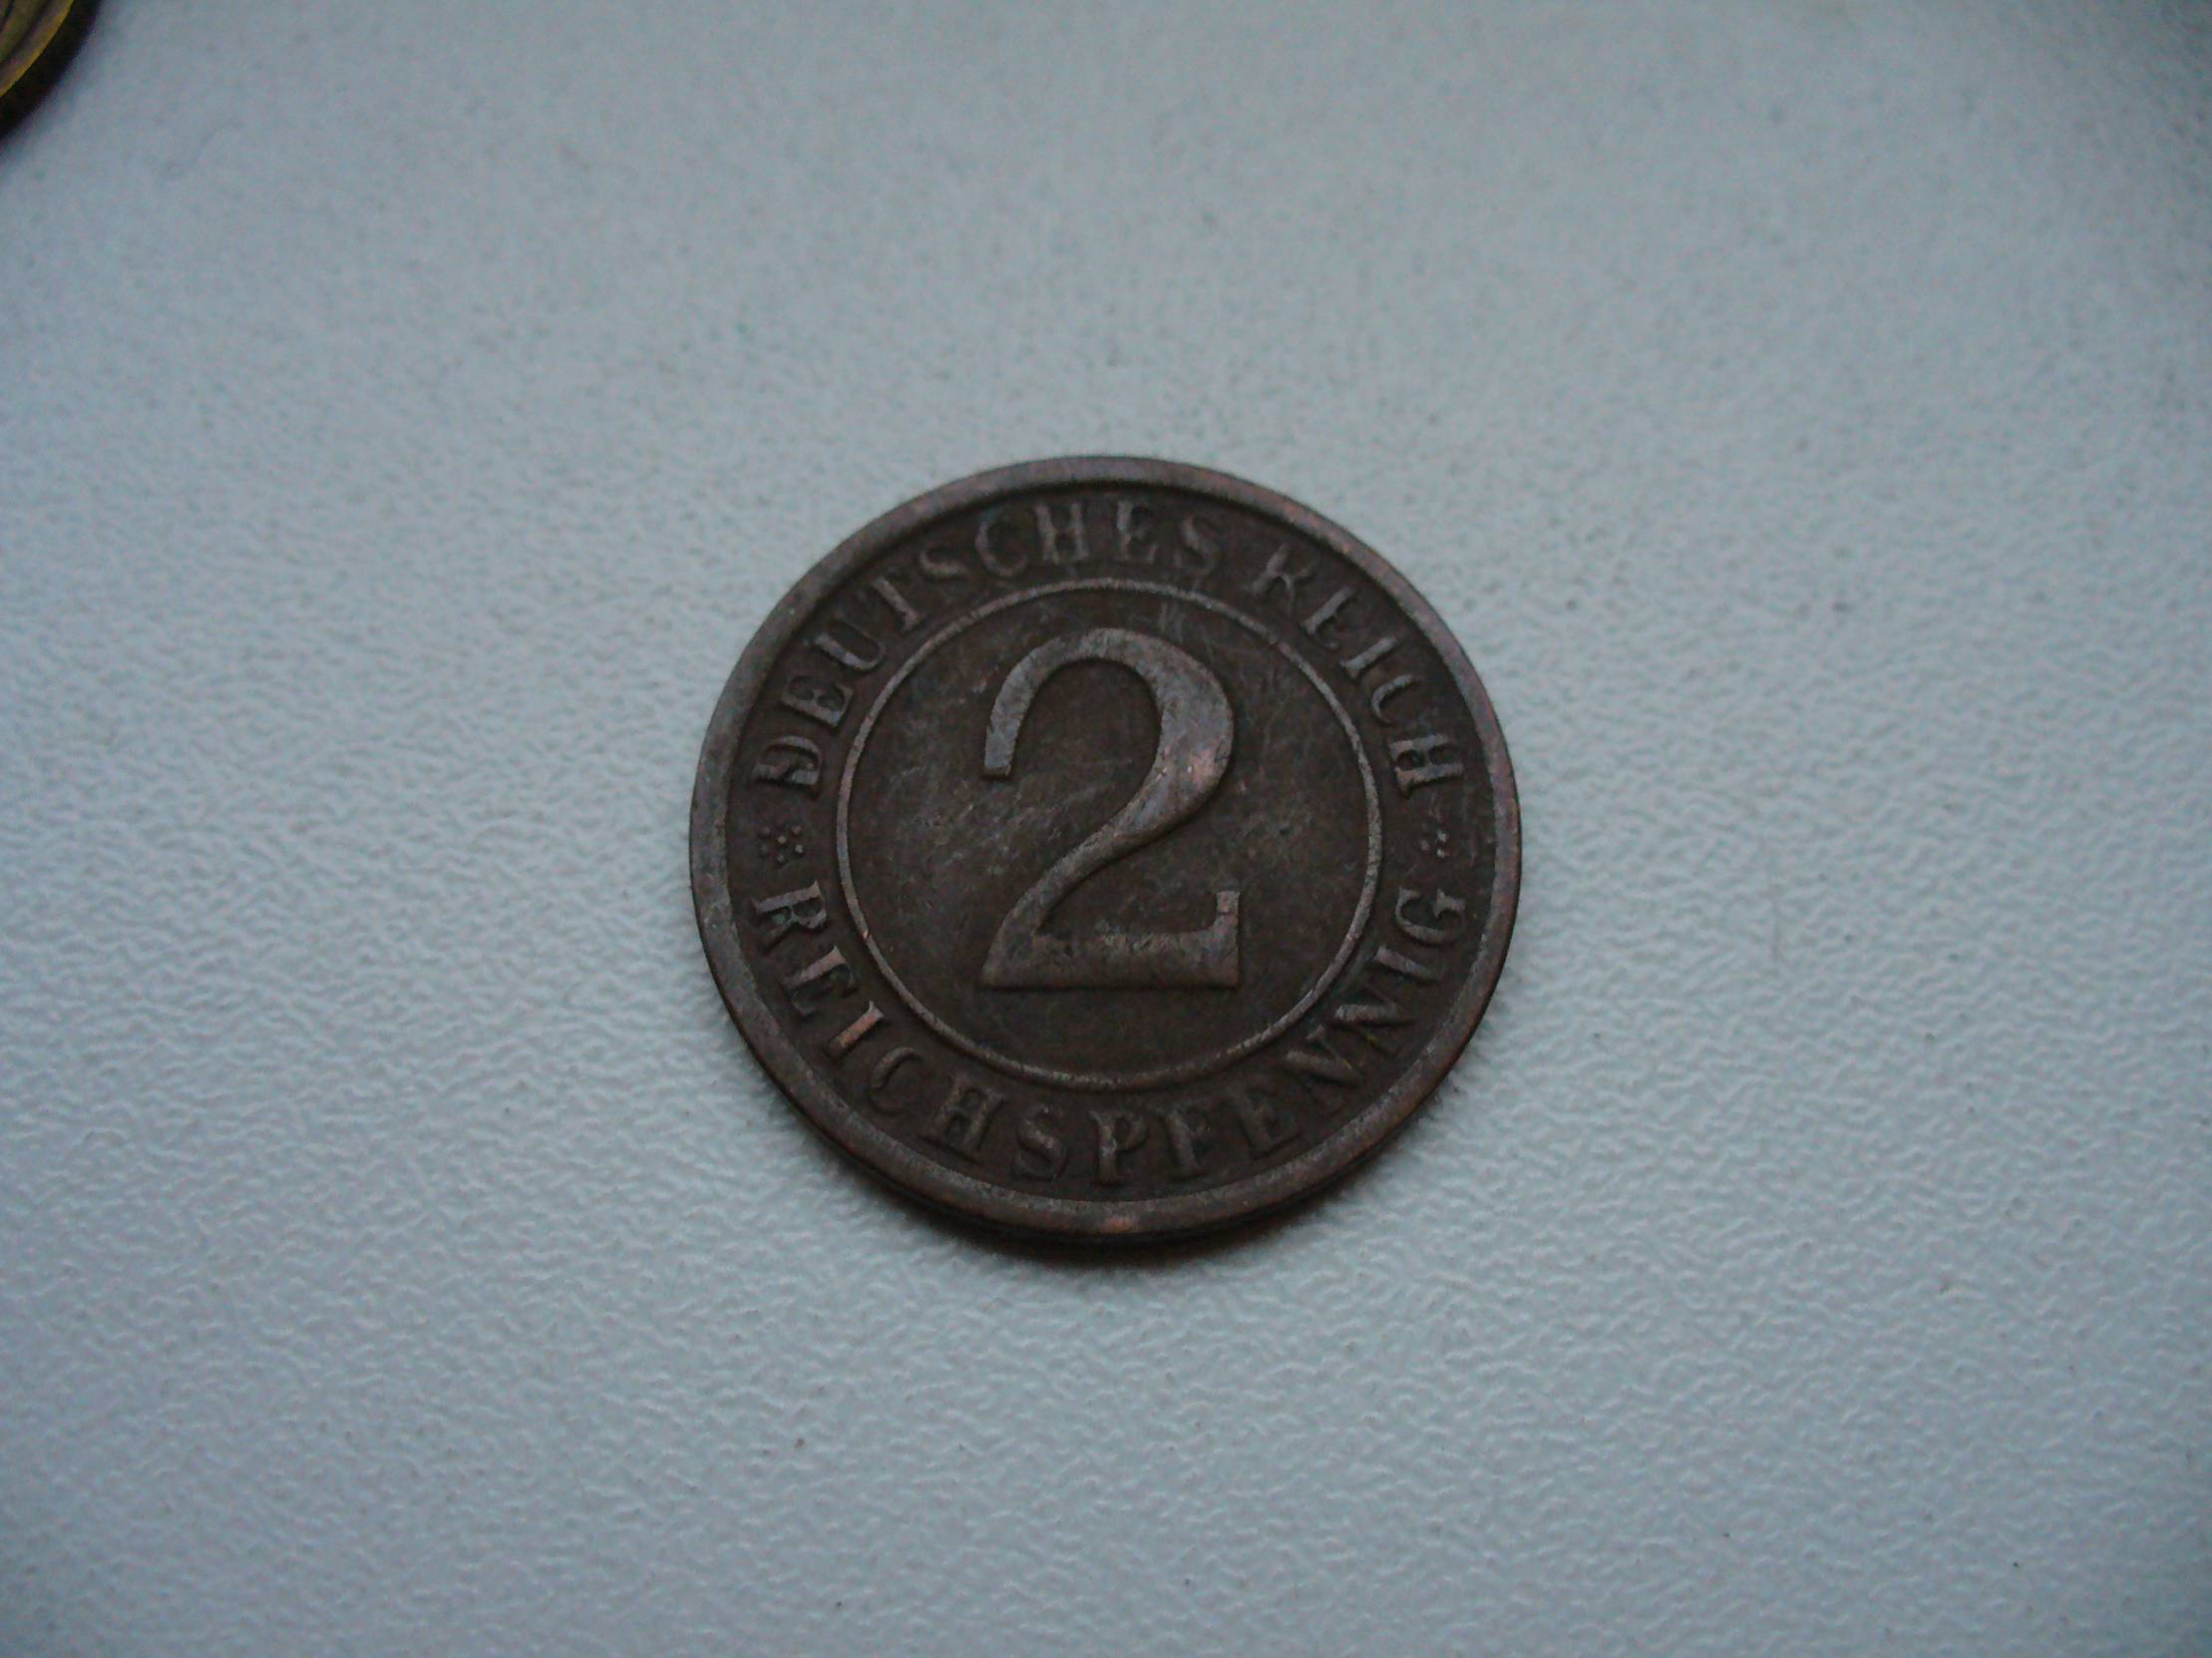 DEUTSCHES REICH
2
REICHSPFENNIG